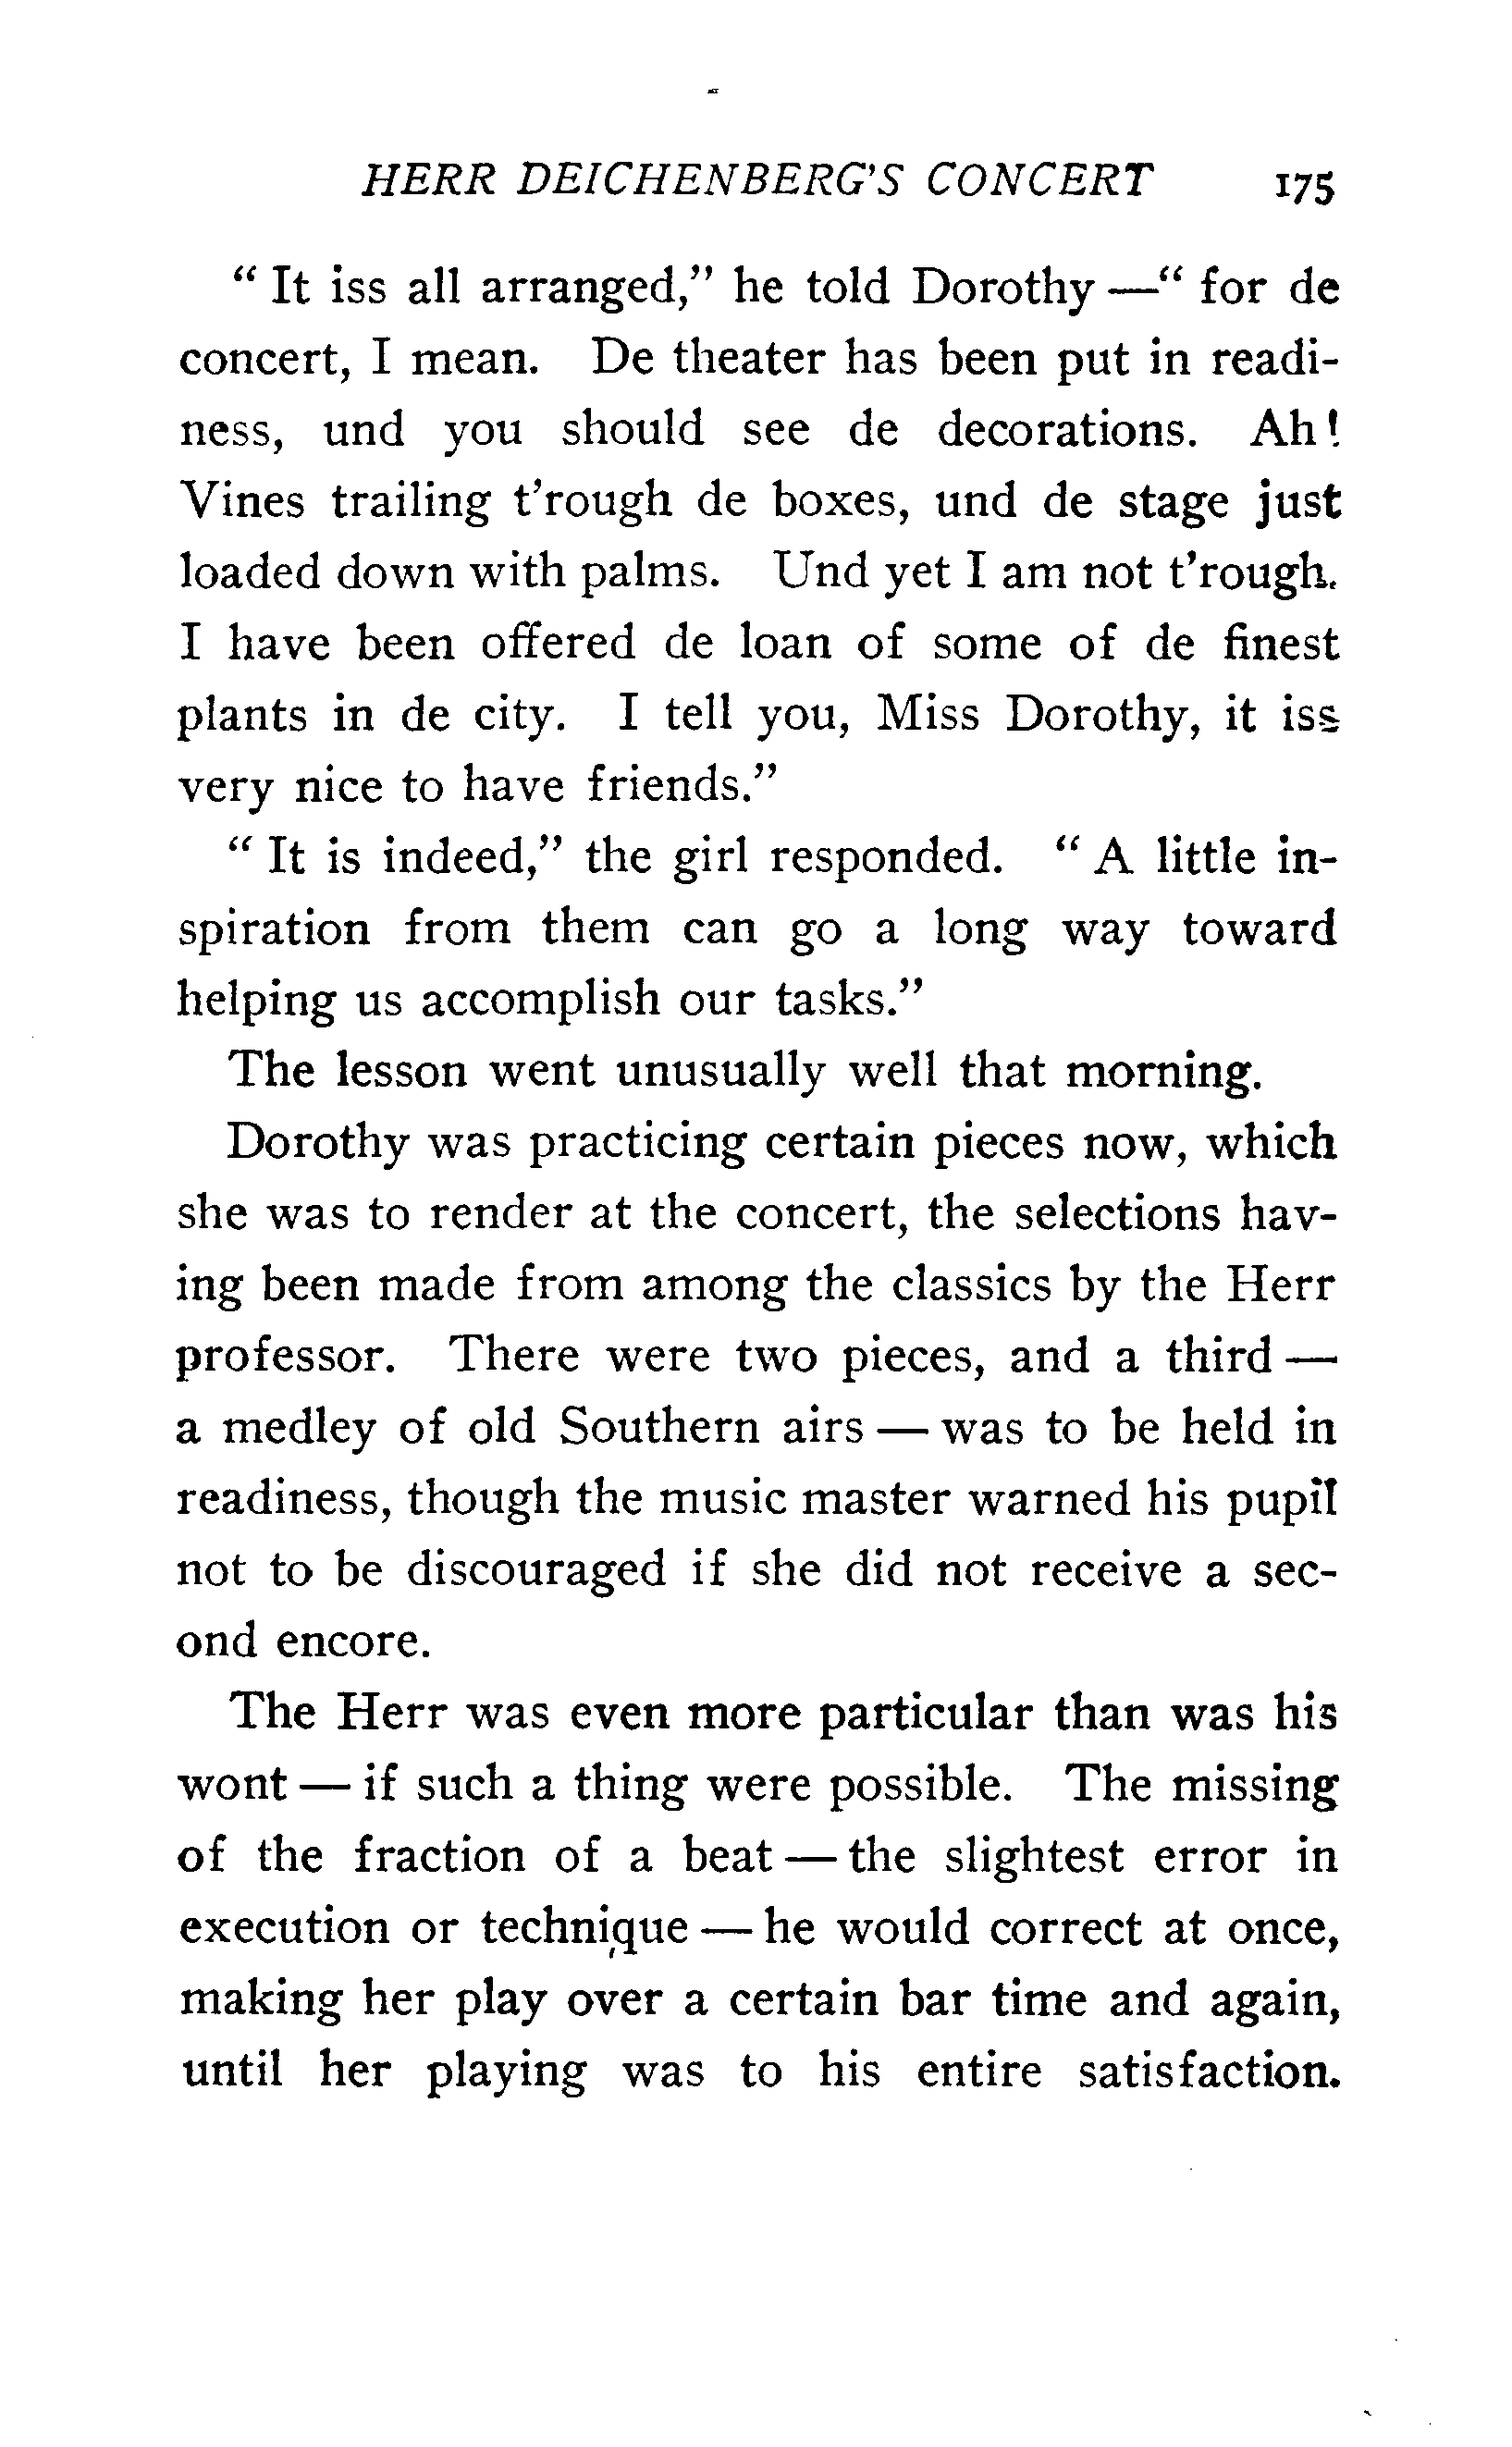 HERR DEICHENBERG'S CONCERT 175
“ It iss all arranged,” he told Dorothy —“ for de
concert, I mean. De theater has been put in readi-
ness, und you should see de decorations. Ah!
Vines trailing t’rough de boxes, und de stage just
loaded down with palms. Und yet I am not t’rough.
I have been offered de loan of some of de finest
plants in de city. I tell you, Miss Dorothy, it iss
very nice to have friends.”
“ It is indeed,” the girl responded. “ A little in-
spiration from them can go a long way toward
helping us accomplish our tasks.”
The lesson went unusually well that morning.
Dorothy was practicing certain pieces now, which
she was to render at the concert, the selections hav-
ing been made from among the classics by the Herr
professor. There were two pieces, and a third —
a medley of old Southern airs — was to be held in
readiness, though the music master warned his pupil
not to be discouraged if she did not receive a sec-
ond encore.
The Herr was even more particular than was his
wont — if such a thing were possible. The missing
of the fraction of a beat — the slightest error in
execution or technique — he would correct at once,
making her play over a certain bar time and again,
until her playing was to his entire satisfaction.